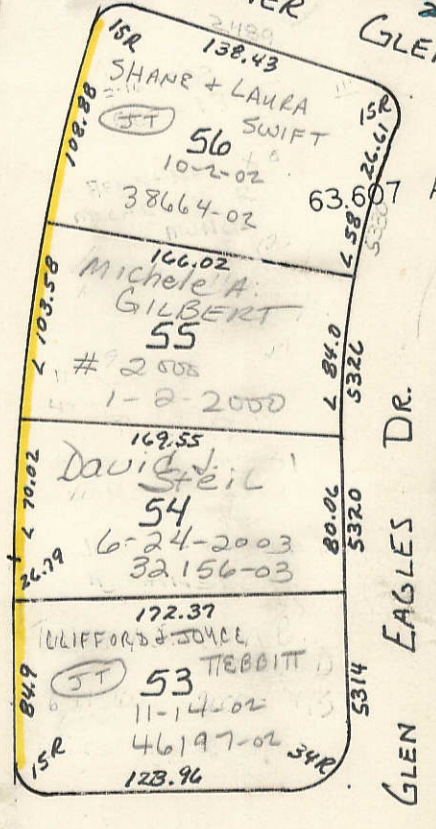 GLE
15R
138.43
SHANE & LAURA
SWIFT
JT
56
10-2-02
38664-02
108.88
15R
26.61
63.607
L 58
166.02
Michele A.
GILBERT
55
# 2000
1-2-2000
L 103.58
L 84.0
5326
169.55
David J.
Steil
54
6-24-2003
32156-03
L 70.02
26.79
80.06
5320
172.37
CLIFFORD & JOYCE
TEBBITT
JT
53
11-14-02
46197-02
84.9
5314
15R
34R
123.96
GLEN EAGLES DR.